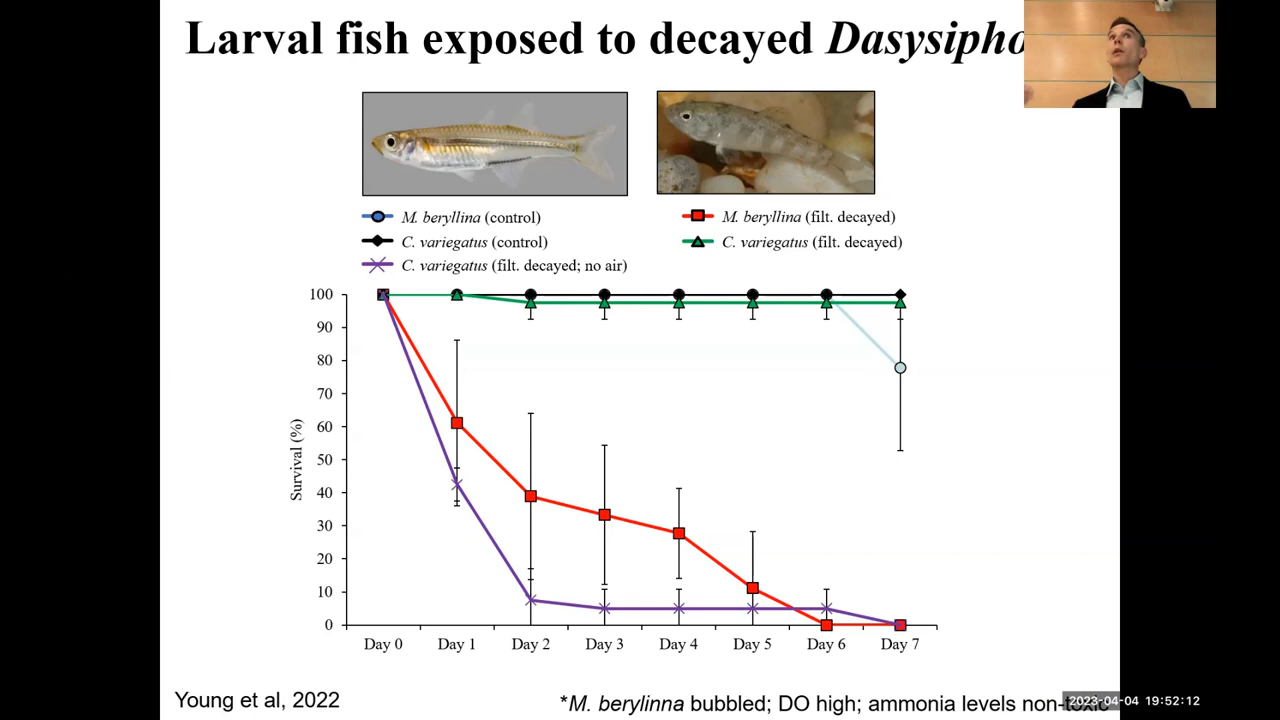 Larval fish exposed to decayed Dasysipho
M. beryllina (control)
M. beryllina (filt. decayed)
C. variegatus (control)
C. variegatus (filt. decayed)
C. variegatus (filt. decayed; no air)
100
90
80
70
60
50
40
30
20
10
0
Survival (%)
Day 0 Day 1 Day 2 Day 3 Day 4 Day 5 Day 6 Day 7
Young et al, 2022
*M. berylinna bubbled; DO high; ammonia levels non-toxic
2023-04-04 19:52:12